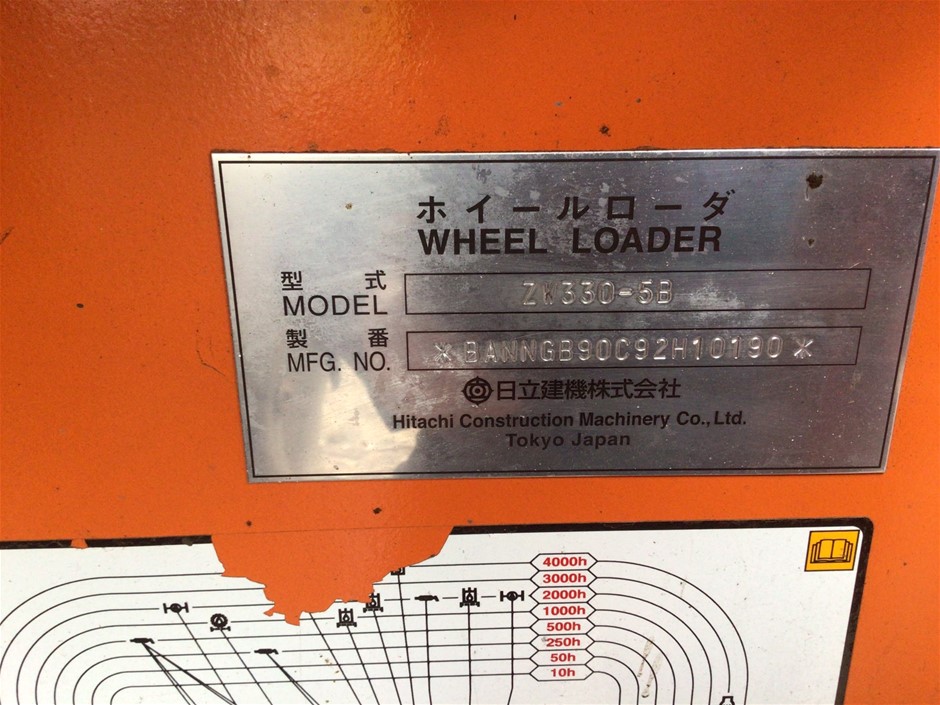 ホイールローダ
WHEEL LOADER
型式
MODEL
ZW330-5B
製番
MFG. NO.
*BANNGB90C92H10190*
日立建機株式会社
Hitachi Construction Machinery Co., Ltd.
Tokyo Japan
4000h
3000h
2000h
1000h
500h
250h
50h
10h